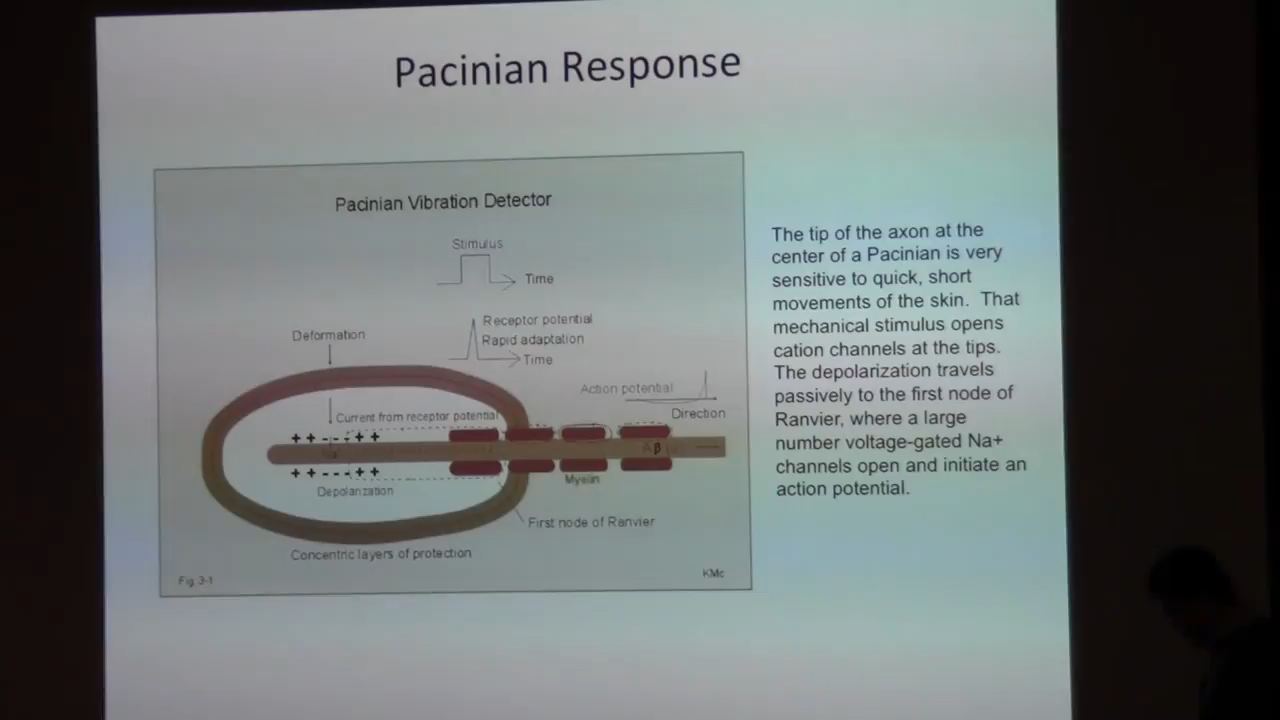 Pacinian Response
Pacinian Vibration Detector
Stimulus
Time
Receptor potential
Rapid adaptation
Time
Deformation
Action potential
Direction
Current from receptor potential
+ + - - - + +
Aβ
+ + - - - + +
Depolarization
Myelin
First node of Ranvier
Concentric layers of protection
Fig 3-1
KMc
The tip of the axon at the
center of a Pacinian is very
sensitive to quick, short
movements of the skin.  That
mechanical stimulus opens
cation channels at the tips.
The depolarization travels
passively to the first node of
Ranvier, where a large
number voltage-gated Na+
channels open and initiate an
action potential.